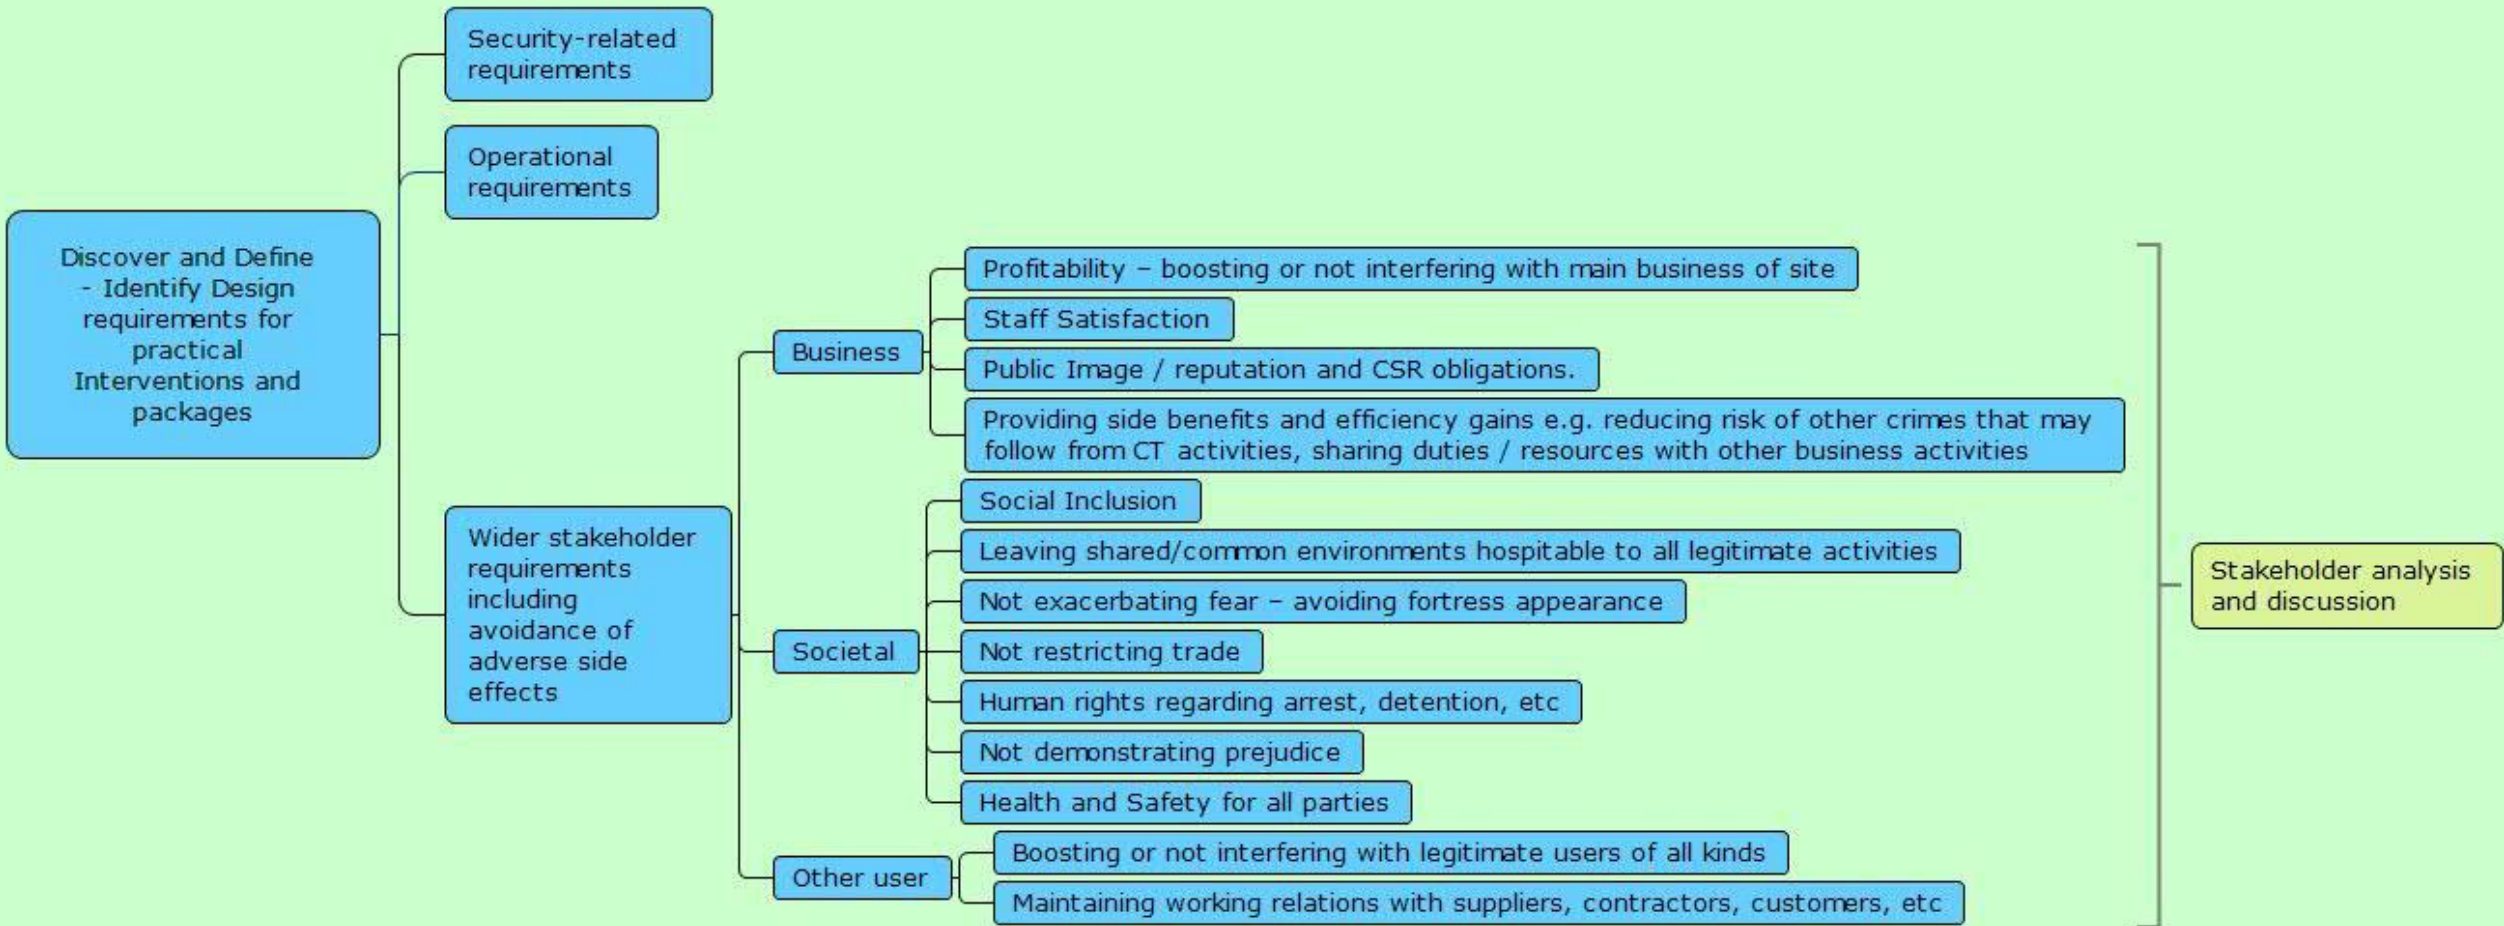 Security-related
requirements
Operational
requirements
Discover and Define
- Identify Design
requirements for
practical
Interventions and
packages
Wider stakeholder
requirements
including
avoidance of
adverse side
effects
Business
Profitability – boosting or not interfering with main business of site
Staff Satisfaction
Public Image / reputation and CSR obligations.
Providing side benefits and efficiency gains e.g. reducing risk of other crimes that may
follow from CT activities, sharing duties / resources with other business activities
Societal
Social Inclusion
Leaving shared/common environments hospitable to all legitimate activities
Not exacerbating fear – avoiding fortress appearance
Not restricting trade
Human rights regarding arrest, detention, etc
Not demonstrating prejudice
Health and Safety for all parties
Other user
Boosting or not interfering with legitimate users of all kinds
Maintaining working relations with suppliers, contractors, customers, etc
Stakeholder analysis
and discussion